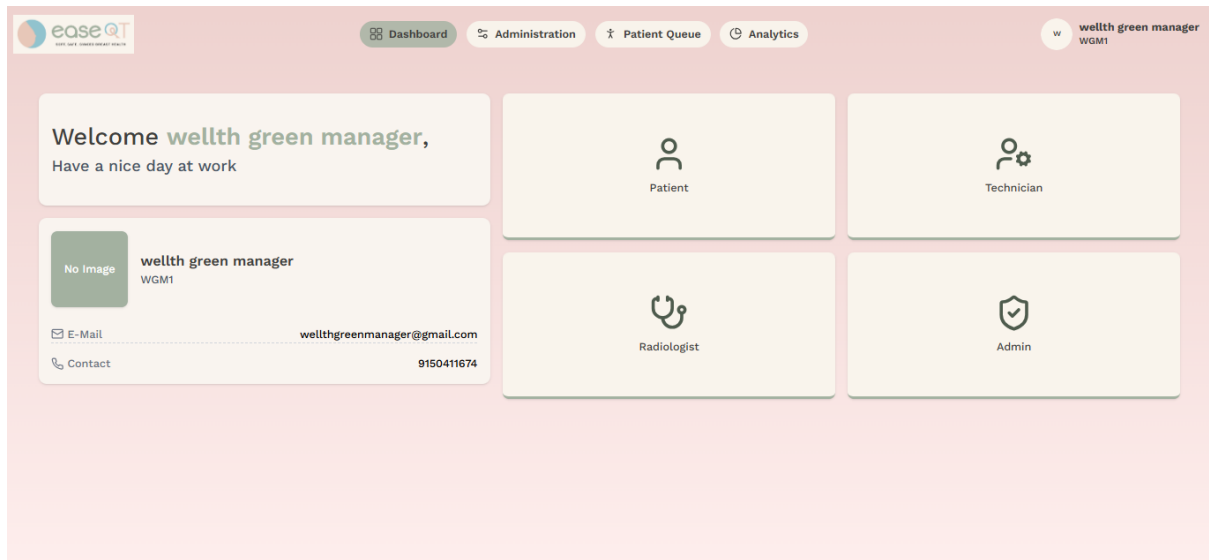 ease QT
Dashboard
Administration
Patient Queue
Analytics
W
wellth green manager
WGM1
Welcome wellth green manager,
Have a nice day at work
No Image
wellth green manager
WGM1
E-Mail
wellthgreenmanager@gmail.com
Contact
9150411674
Patient
Technician
Radiologist
Admin